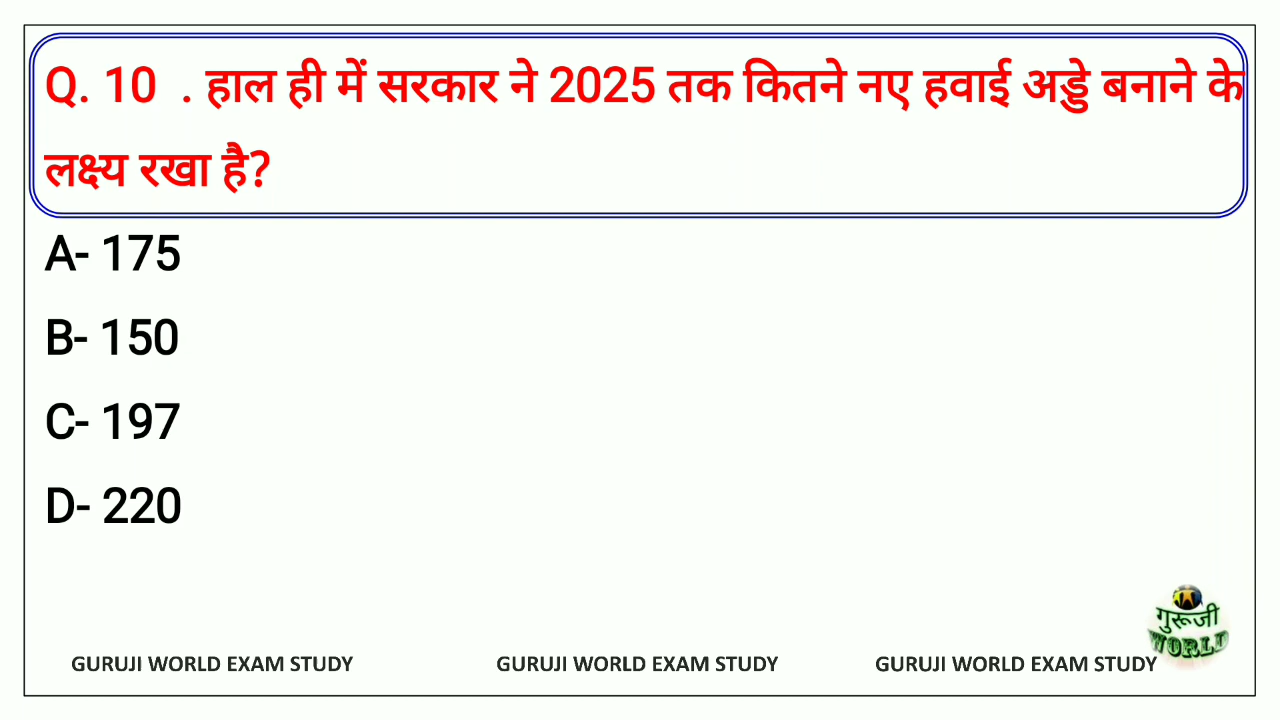 Q. 10 . हाल ही में सरकार ने 2025 तक कितने नए हवाई अड्डे बनाने के
लक्ष्य रखा है?
A- 175
B- 150
C- 197
D- 220
गुरूजी
WORLD
GURUJI WORLD EXAM STUDY GURUJI WORLD EXAM STUDY GURUJI WORLD EXAM STUDY